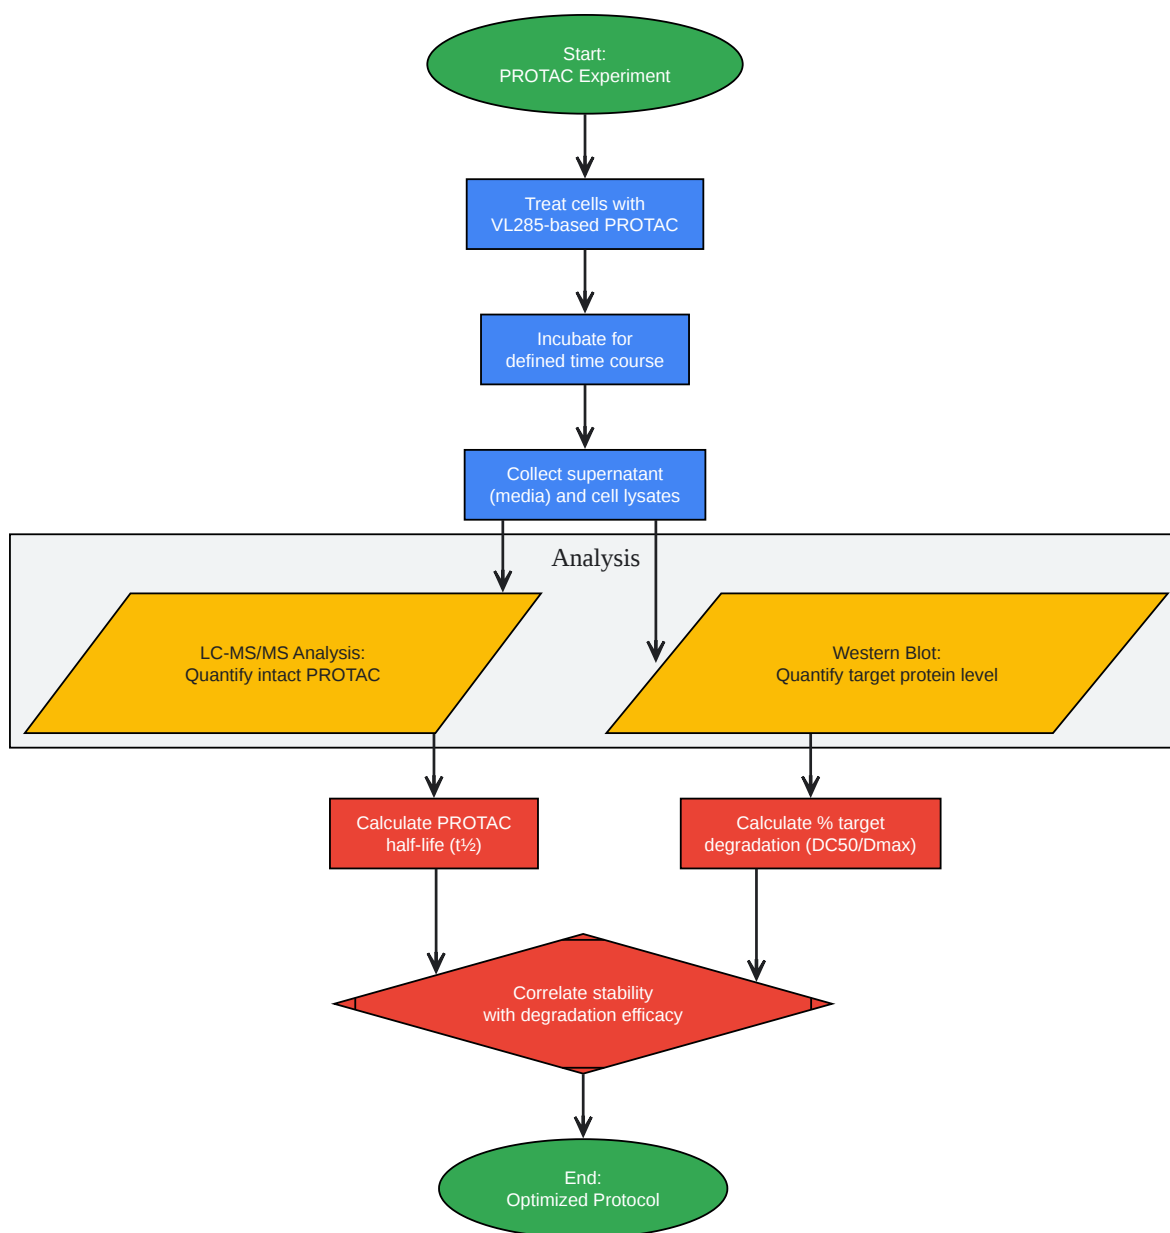 Start:
PROTAC Experiment
Treat cells with
VL285-based PROTAC
Incubate for
defined time course
Collect supernatant
(media) and cell lysates
Analysis
LC-MS/MS Analysis:
Quantify intact PROTAC
Western Blot:
Quantify target protein level
Calculate PROTAC
half-life (t½)
Calculate % target
degradation (DC50/Dmax)
Correlate stability
with degradation efficacy
End:
Optimized Protocol